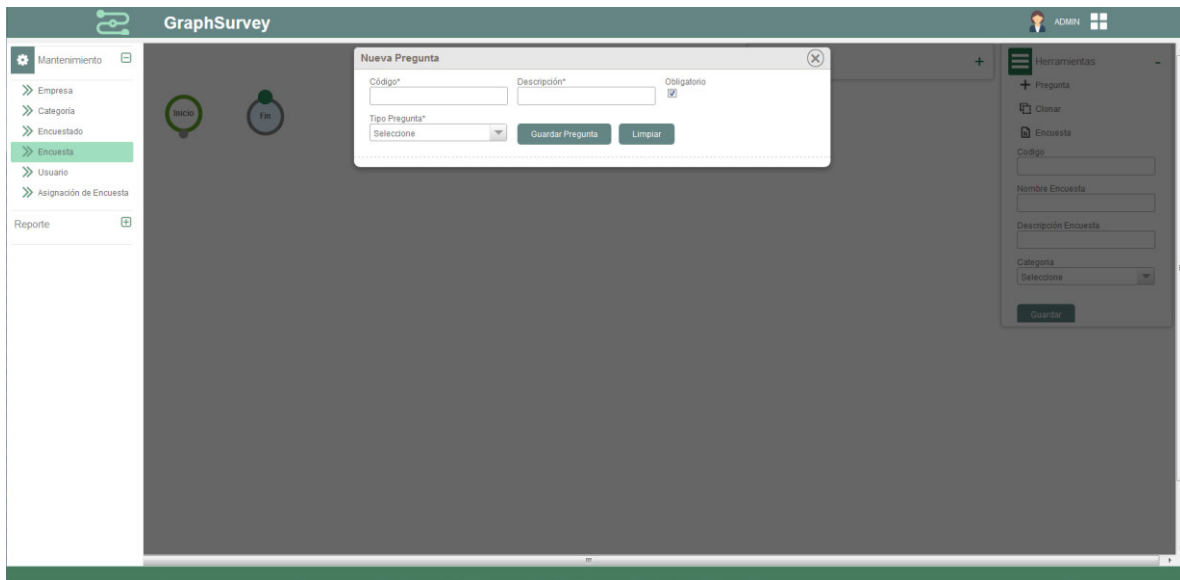 GraphSurvey
ADMIN
Mantenimiento
Empresa
Categoría
Encuestado
Encuesta
Usuario
Asignación de Encuesta
Reporte
Inicio
Fin
Nueva Pregunta
Código*
Descripción*
Obligatorio
Tipo Pregunta*
Seleccione
Guardar Pregunta
Limpiar
Herramientas
Pregunta
Clonar
Encuesta
Codigo
Nombre Encuesta
Descripción Encuesta
Categoria
Seleccione
Guardar